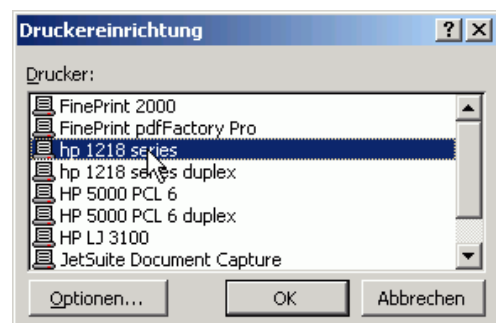 Druckereinrichtung
Drucker:
FinePrint 2000
FinePrint pdfFactory Pro
hp 1218 series
hp 1218 series duplex
HP 5000 PCL 6
HP 5000 PCL 6 duplex
HP LJ 3100
JetSuite Document Capture
Optionen... OK Abbrechen